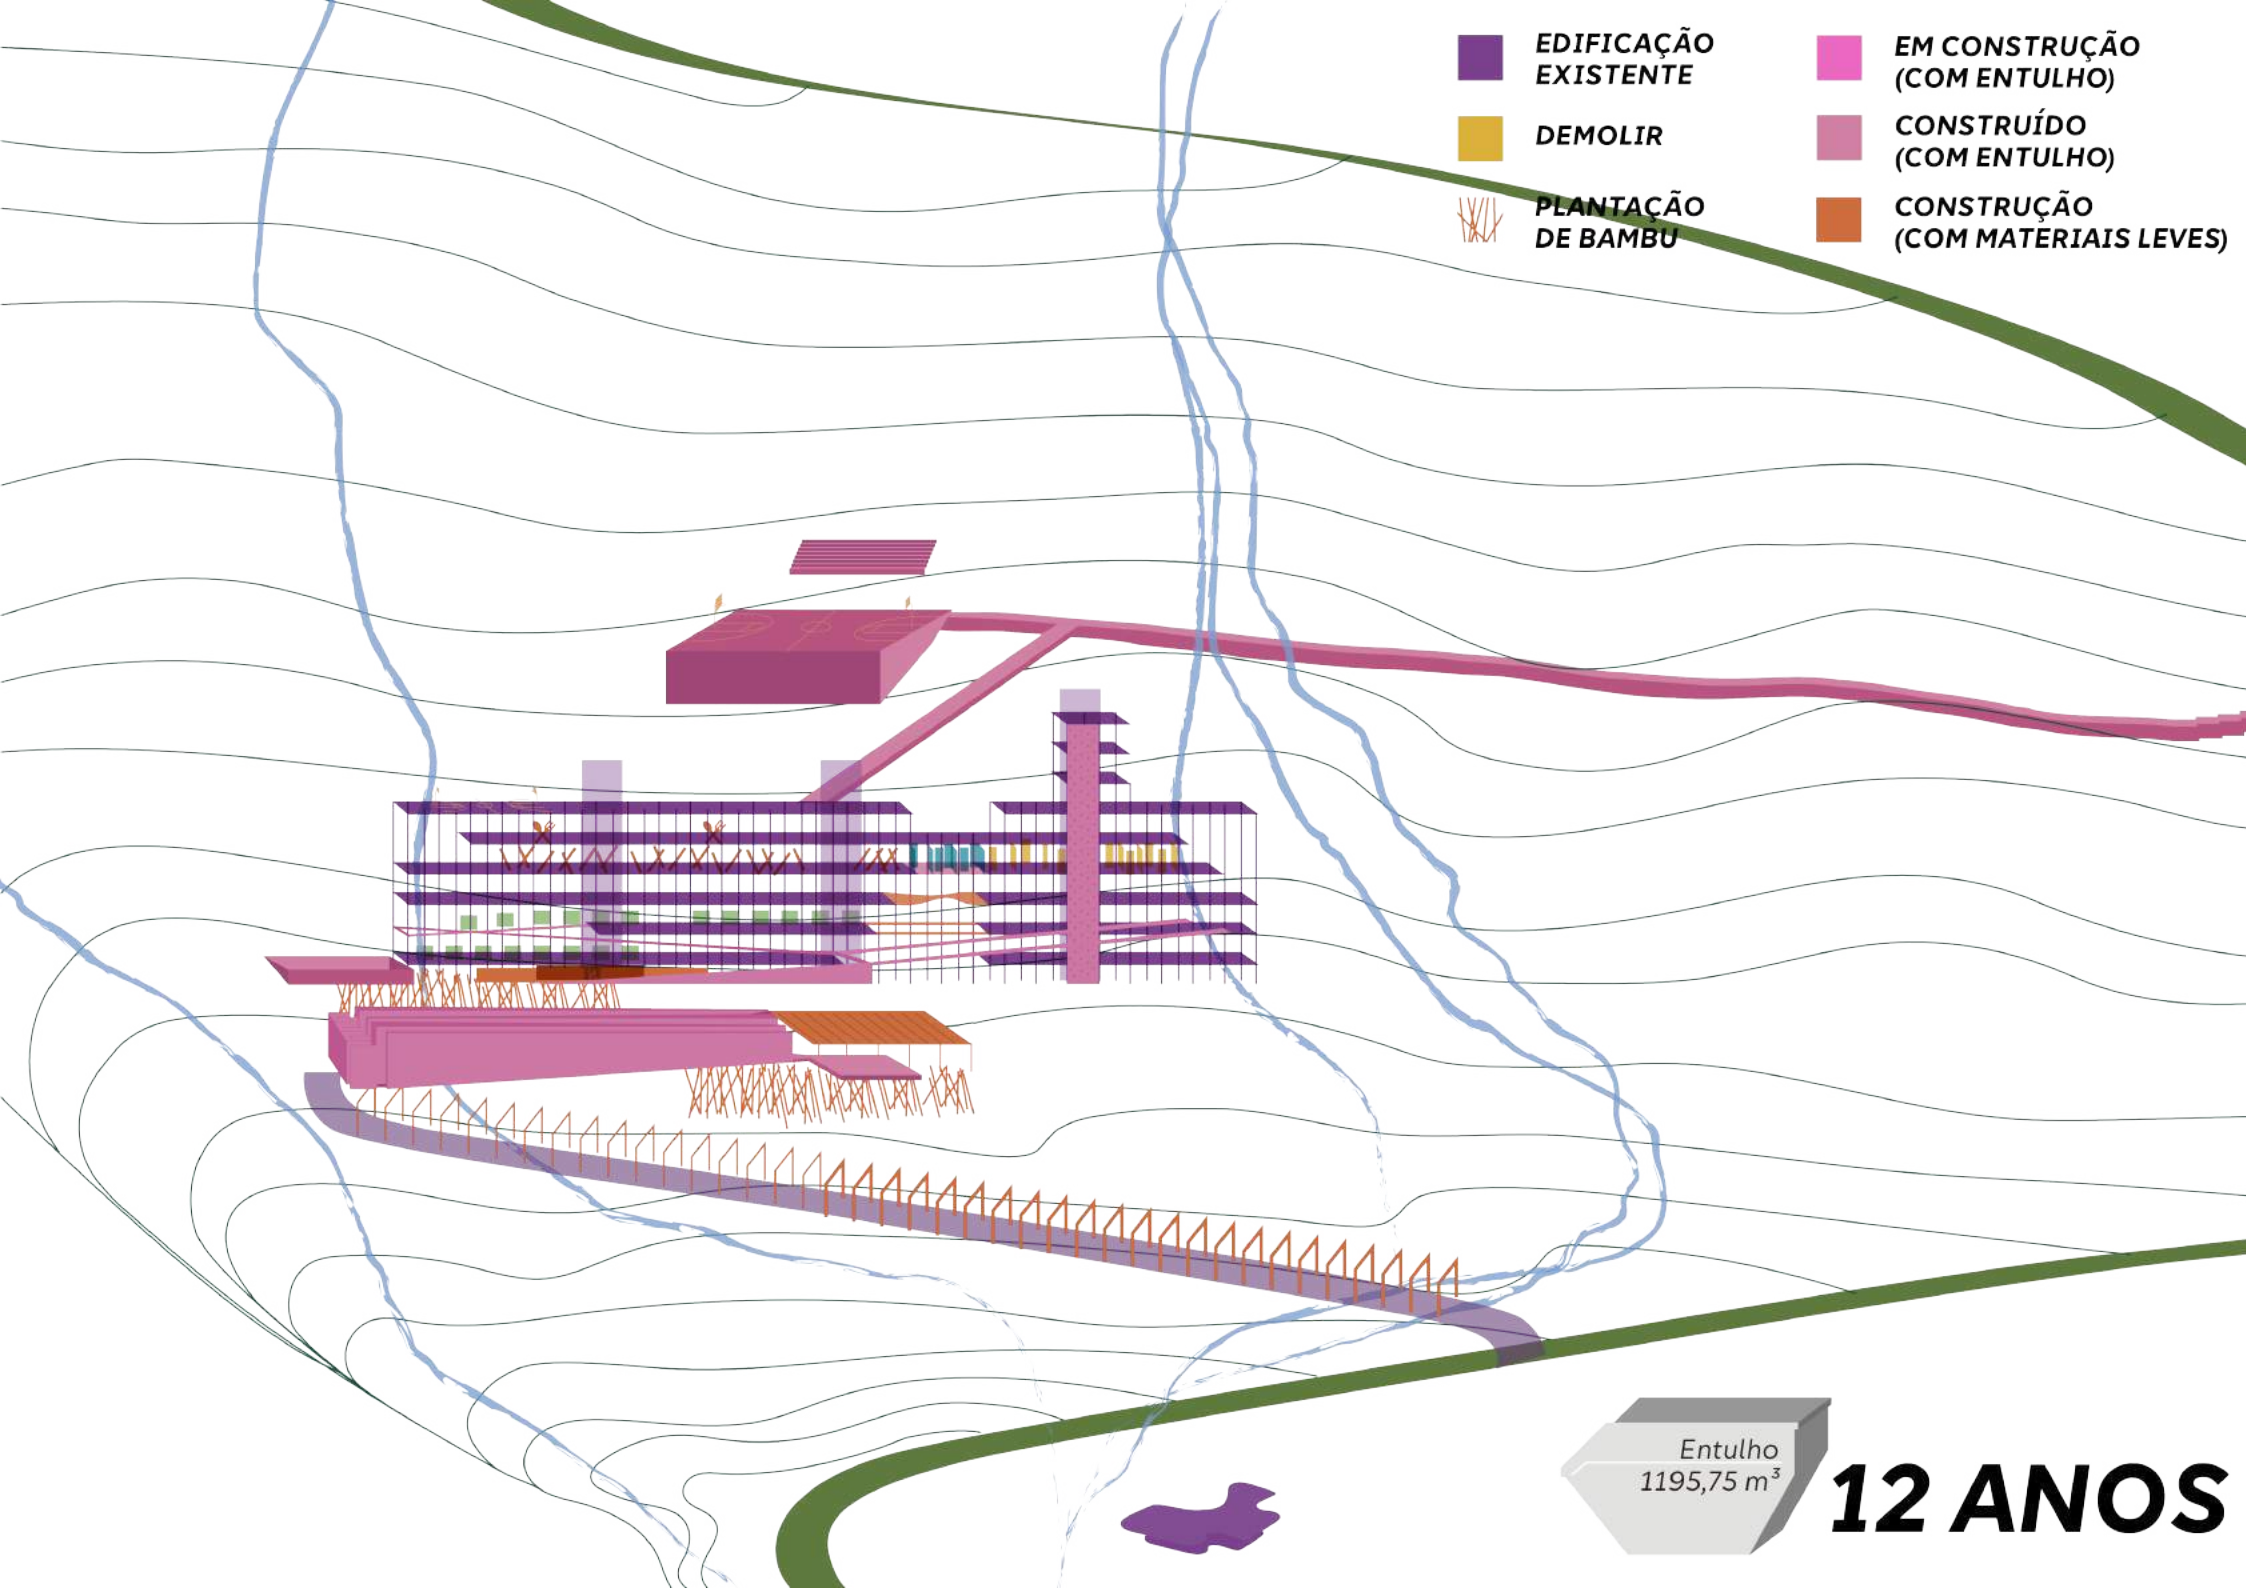 EDIFICAÇÃO
EXISTENTE
DEMOLIR
PLANTAÇÃO
DE BAMBU
EM CONSTRUÇÃO
(COM ENTULHO)
CONSTRUÍDO
(COM ENTULHO)
CONSTRUÇÃO
(COM MATERIAIS LEVES)
Entulho
1195,75 m³
12 ANOS